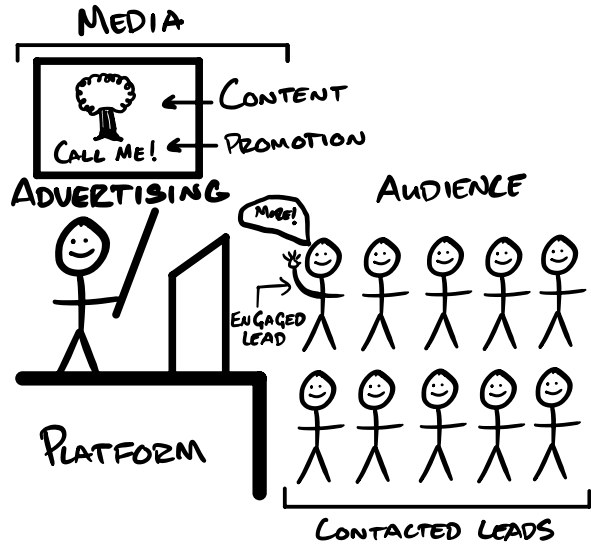 MEDIA
CONTENT
CALL ME!
PROMOTION
ADVERTISING
AUDIENCE
MORE!
ENGAGED
LEAD
PLATFORM
CONTACTED LEADS